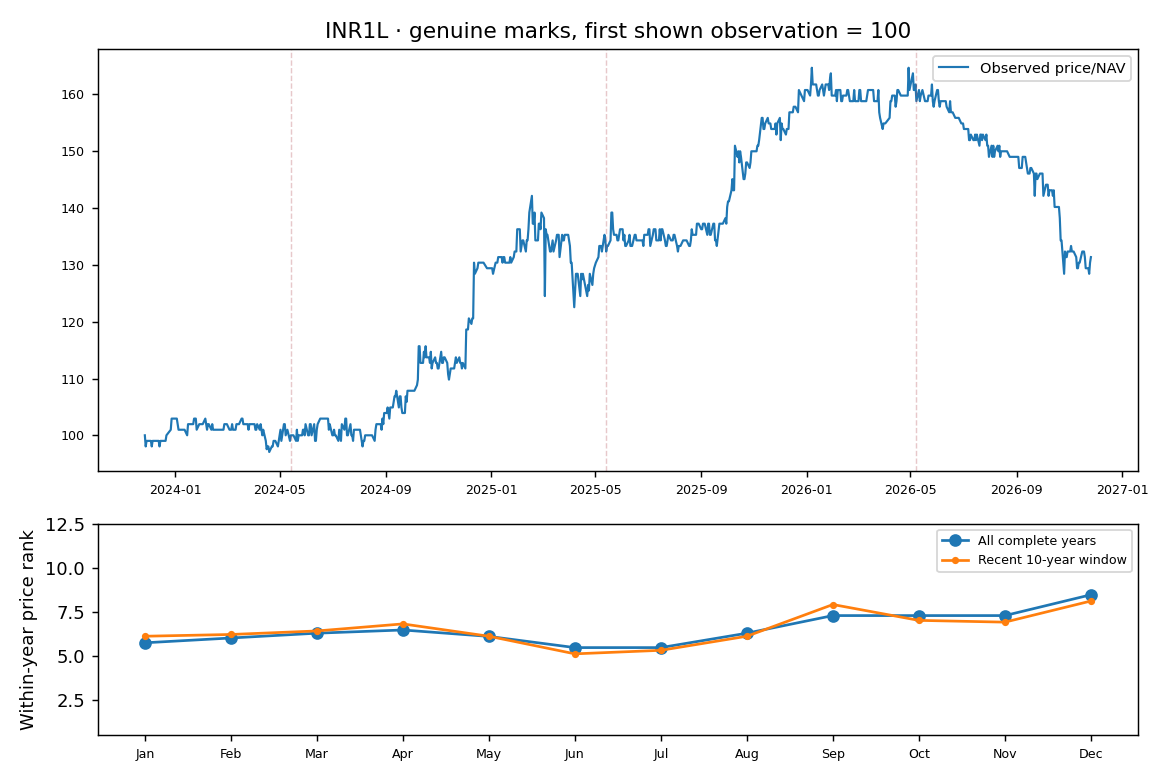 INR1L · genuine marks, first shown observation = 100
Observed price/NAV
160
150
140
130
120
110
100
2024-01 2024-05 2024-09 2025-01 2025-05 2025-09 2026-01 2026-05 2026-09 2027-01
Within-year price rank
12.5
10.0
7.5
5.0
2.5
All complete years
Recent 10-year window
Jan Feb Mar Apr May Jun Jul Aug Sep Oct Nov Dec